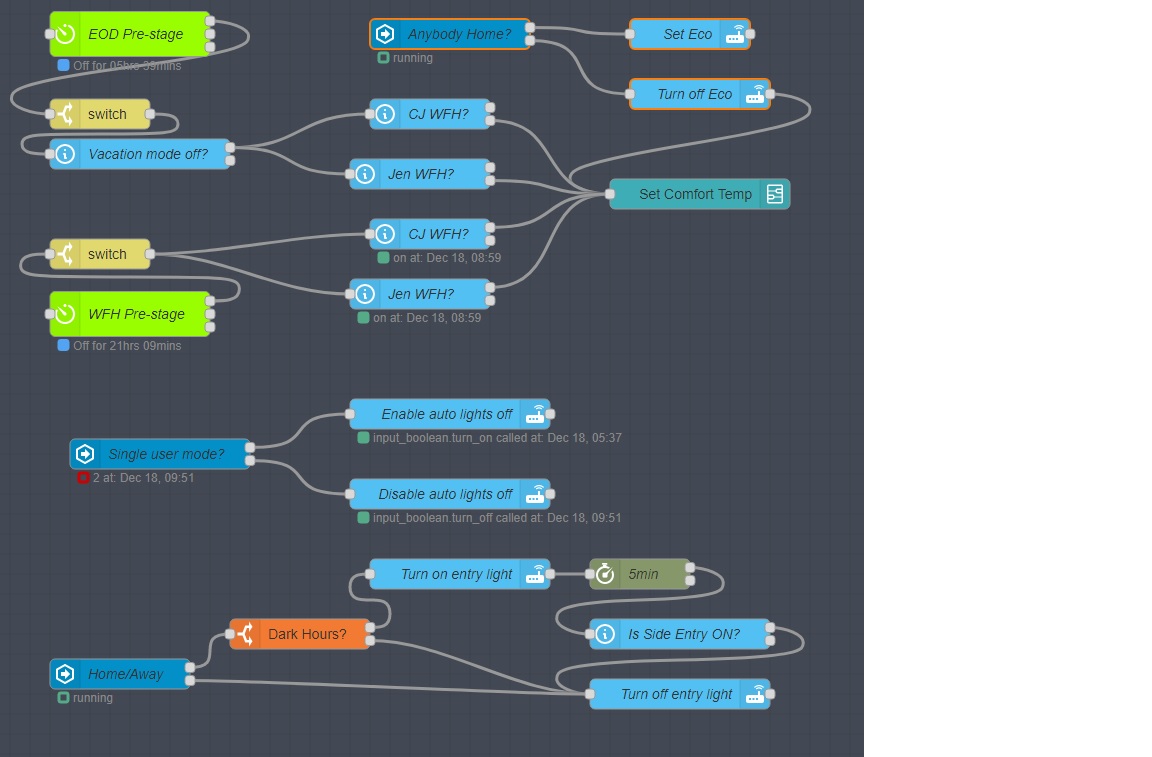 EOD Pre-stage
Off for 05hrs 39mins
switch
Vacation mode off?
Anybody Home?
running
Set Eco
Turn off Eco
CJ WFH?
Jen WFH?
Set Comfort Temp
CJ WFH?
on at: Dec 18, 08:59
Jen WFH?
on at: Dec 18, 08:59
switch
WFH Pre-stage
Off for 21hrs 09mins
Enable auto lights off
input_boolean.turn_on called at: Dec 18, 05:37
Single user mode?
2 at: Dec 18, 09:51
Disable auto lights off
input_boolean.turn_off called at: Dec 18, 09:51
Turn on entry light
5min
Dark Hours?
Is Side Entry ON?
Home/Away
running
Turn off entry light